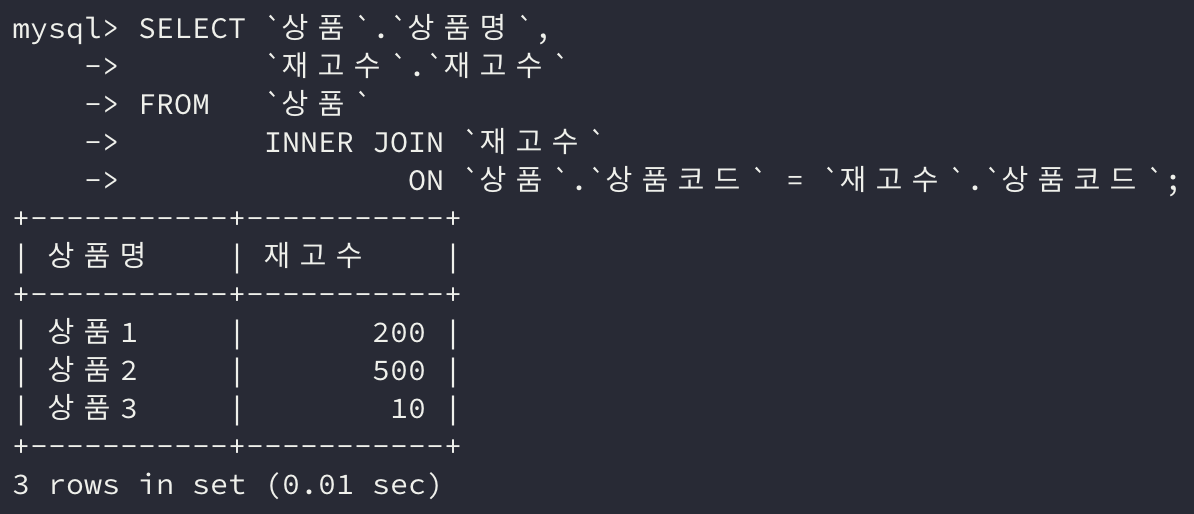 mysql> SELECT `상품`.`상품명`,
    ->        `재고수`.`재고수`
    -> FROM   `상품`
    ->        INNER JOIN `재고수`
    ->                ON `상품`.`상품코드` = `재고수`.`상품코드`;
+-----------+-----------+
| 상품명     | 재고수     |
+-----------+-----------+
| 상품1     |       200 |
| 상품2     |       500 |
| 상품3     |        10 |
+-----------+-----------+
3 rows in set (0.01 sec)